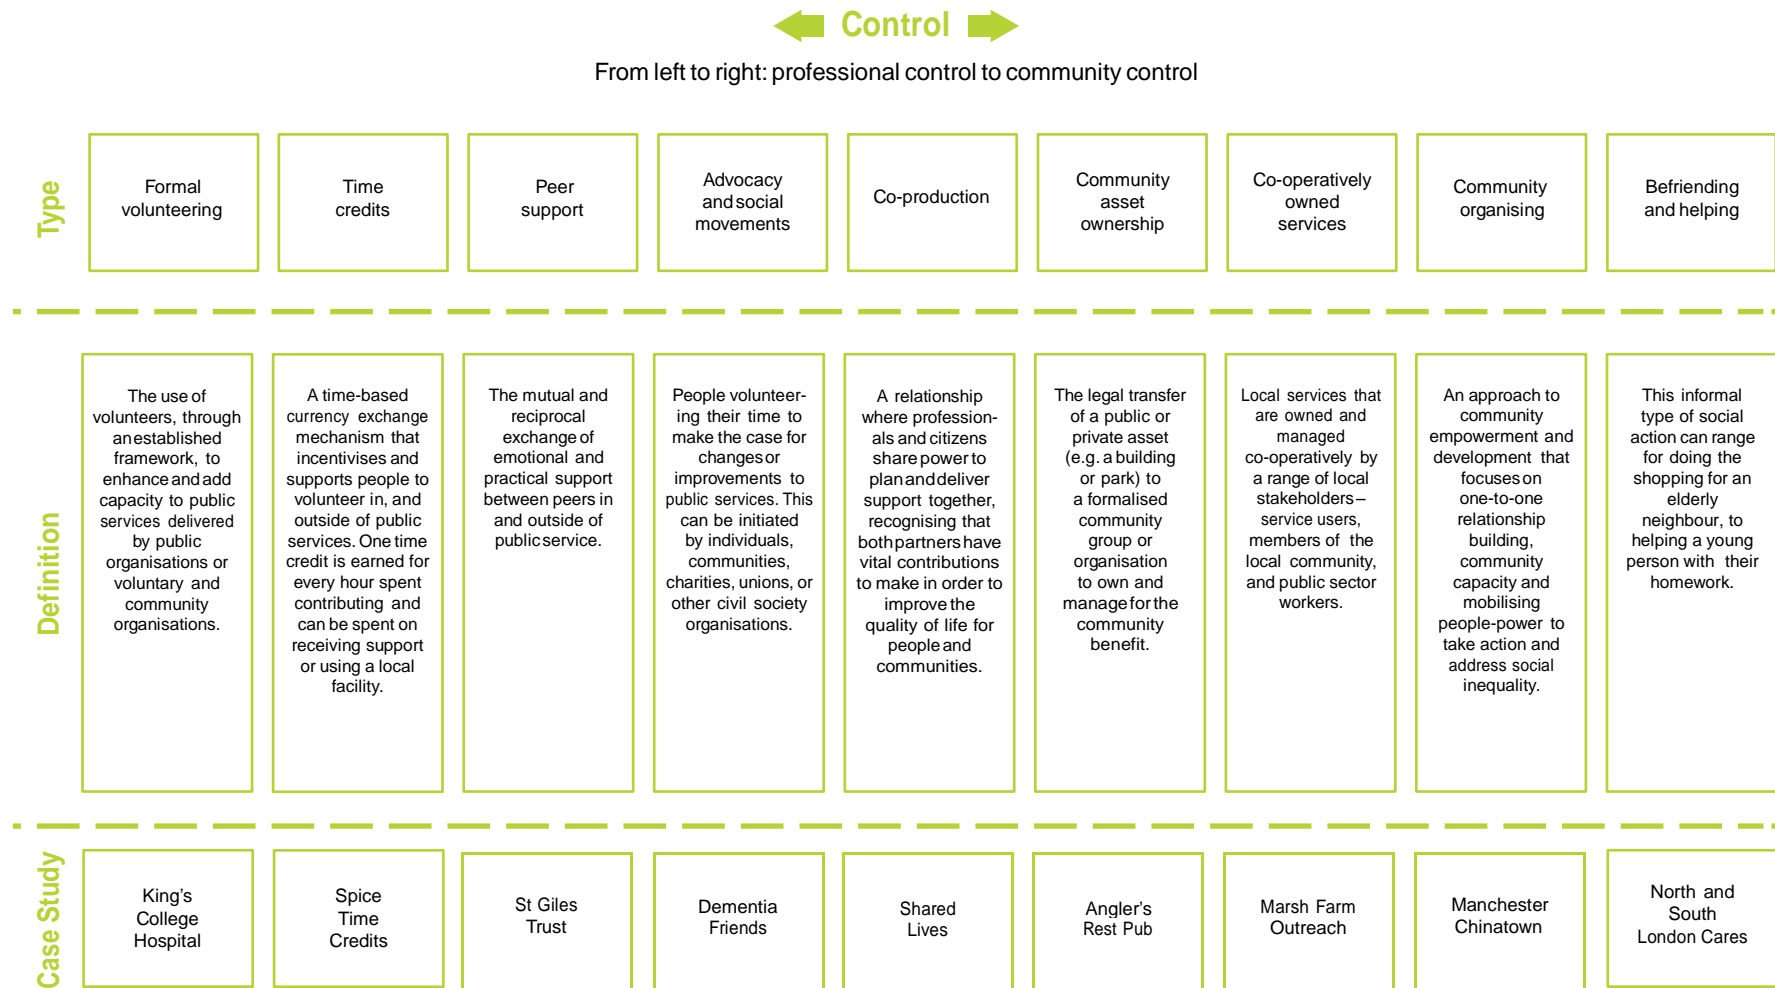 Control
From left to right: professional control to community control
Type
Formal
volunteering
Time
credits
Peer
support
Advocacy
and social
movements
Co-production
Community
asset
ownership
Co-operatively
owned
services
Community
organising
Befriending
and helping
Definition
The use of
volunteers, through
an established
framework, to
enhance and add
capacity to public
services delivered
by public
organisations or
voluntary and
community
organisations.
A time-based
currency exchange
mechanism that
incentivises and
supports people to
volunteer in, and
outside of public
services. One time
credit is earned for
every hour spent
contributing and
can be spent on
receiving support
or using a local
facility.
The mutual and
reciprocal
exchange of
emotional and
practical support
between peers in
and outside of
public service.
People volunteer-
ing their time to
make the case for
changes or
improvements to
public services. This
can be initiated
by individuals,
communities,
charities, unions, or
other civil society
organisations.
A relationship
where profession-
als and citizens
share power to
plan and deliver
support together,
recognising that
both partners have
vital contributions
to make in order to
improve the
quality of life for
people and
communities.
The legal transfer
of a public or
private asset
(e.g. a building
or park) to
a formalised
community
group or
organisation
to own and
manage for the
community
benefit.
Local services that
are owned and
managed
co-operatively by
a range of local
stakeholders –
service users,
members of the
local community,
and public sector
workers.
An approach to
community
empowerment and
development that
focuses on
one-to-one
relationship
building,
community
capacity and
mobilising
people-power to
take action and
address social
inequality.
This informal
type of social
action can range
for doing the
shopping for an
elderly
neighbour, to
helping a young
person with their
homework.
Case Study
King's
College
Hospital
Spice
Time
Credits
St Giles
Trust
Dementia
Friends
Shared
Lives
Angler's
Rest Pub
Marsh Farm
Outreach
Manchester
Chinatown
North and
South
London Cares